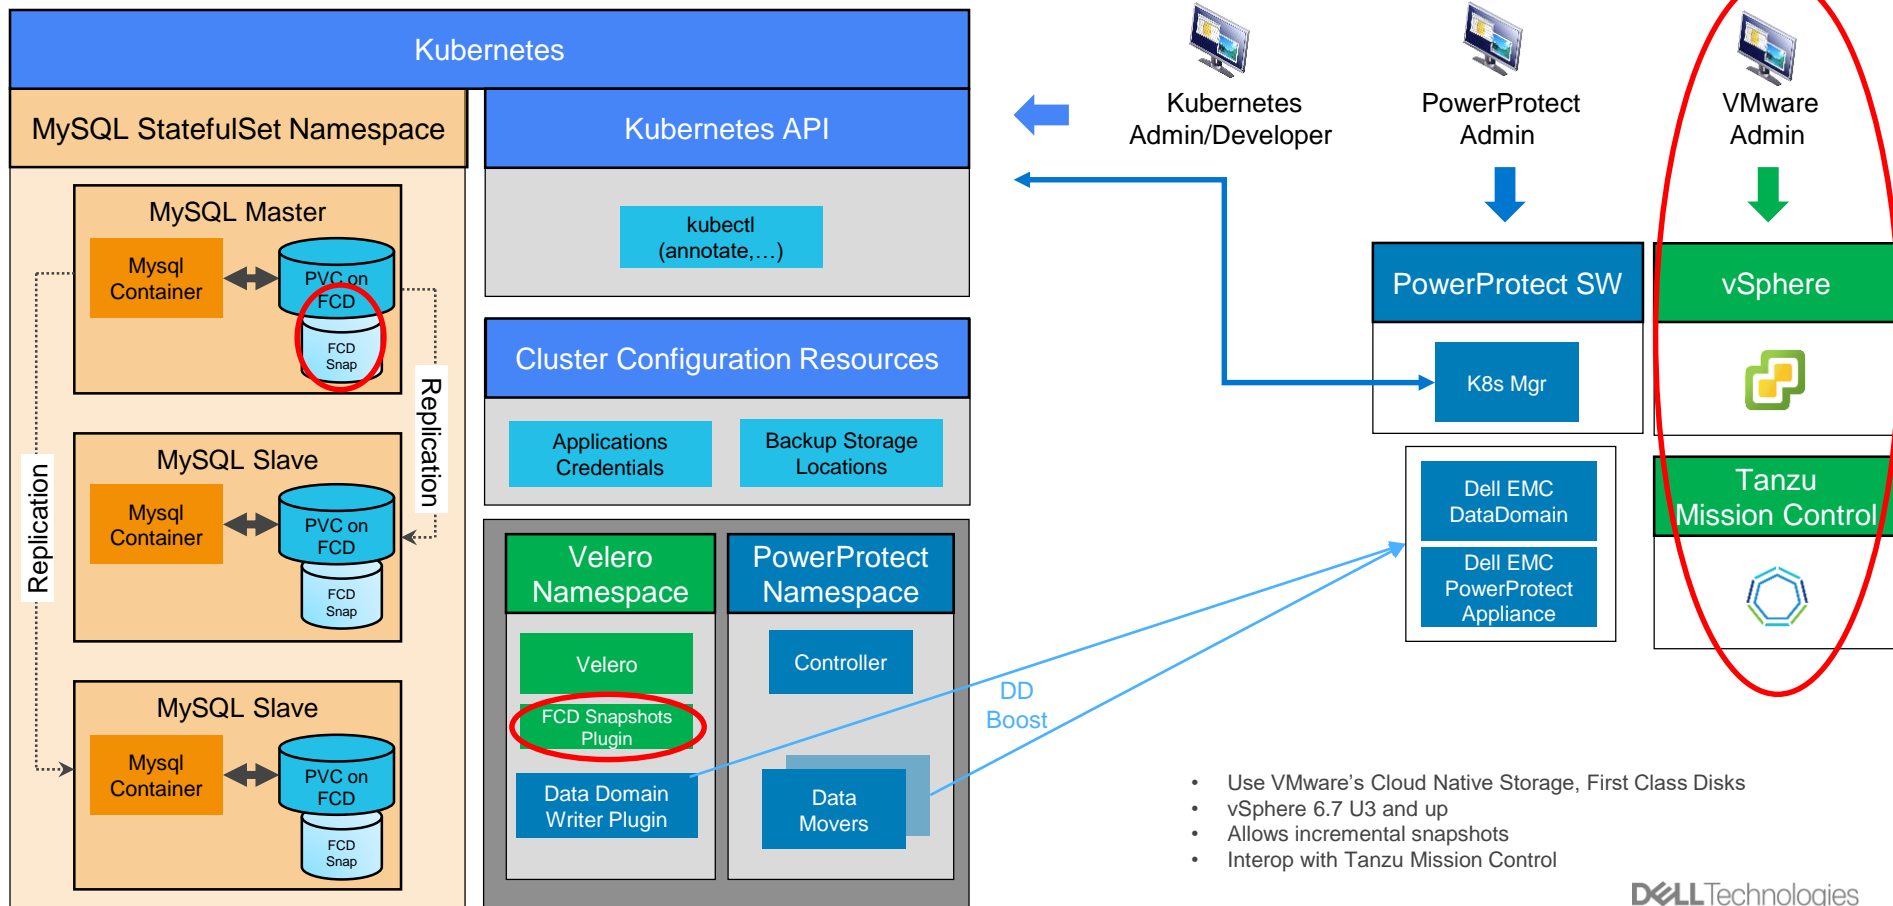 Kubernetes
MySQL StatefulSet Namespace
MySQL Master
Mysql
Container
PVC on
FCD
FCD
Snap
Replication
Replication
MySQL Slave
Mysql
Container
PVC on
FCD
FCD
Snap
MySQL Slave
Mysql
Container
PVC on
FCD
FCD
Snap
Kubernetes API
kubectl
(annotate,...)
Cluster Configuration Resources
Applications
Credentials
Backup Storage
Locations
Velero
Namespace
Velero
FCD Snapshots
Plugin
Data Domain
Writer Plugin
PowerProtect
Namespace
Controller
Data
Movers
DD
Boost
Kubernetes
Admin/Developer
PowerProtect
Admin
VMware
Admin
PowerProtect SW
K8s Mgr
Dell EMC
DataDomain
Dell EMC
PowerProtect
Appliance
vSphere
Tanzu
Mission Control
• Use VMware's Cloud Native Storage, First Class Disks
• vSphere 6.7 U3 and up
• Allows incremental snapshots
• Interop with Tanzu Mission Control
DELL Technologies